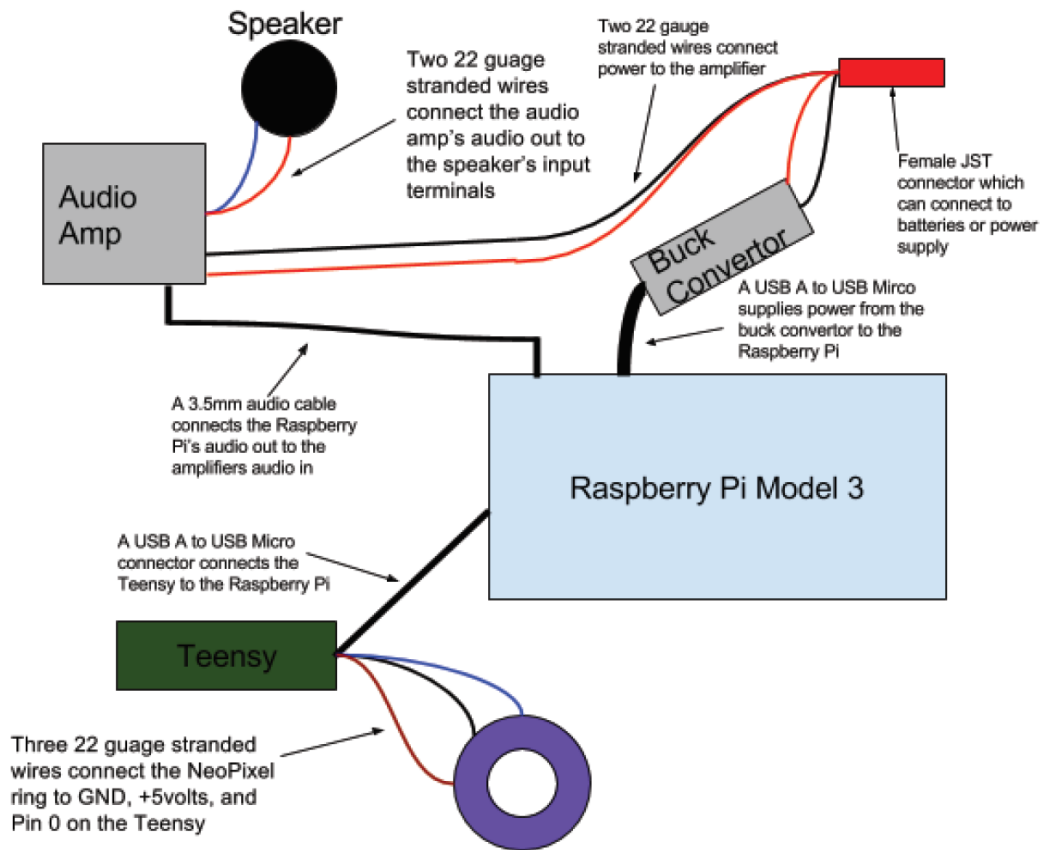 Speaker
Two 22 guage
stranded wires
connect the audio
amp's audio out to
the speaker's input
terminals
Two 22 gauge
stranded wires connect
power to the amplifier
Female JST
connector which
can connect to
batteries or power
supply
Audio
Amp
Buck
Convertor
A USB A to USB Mirco
supplies power from the
buck convertor to the
Raspberry Pi
A 3.5mm audio cable
connects the Raspberry
Pi's audio out to the
amplifiers audio in
Raspberry Pi Model 3
A USB A to USB Micro
connector connects the
Teensy to the Raspberry Pi
Teensy
Three 22 guage stranded
wires connect the NeoPixel
ring to GND, +5volts, and
Pin 0 on the Teensy